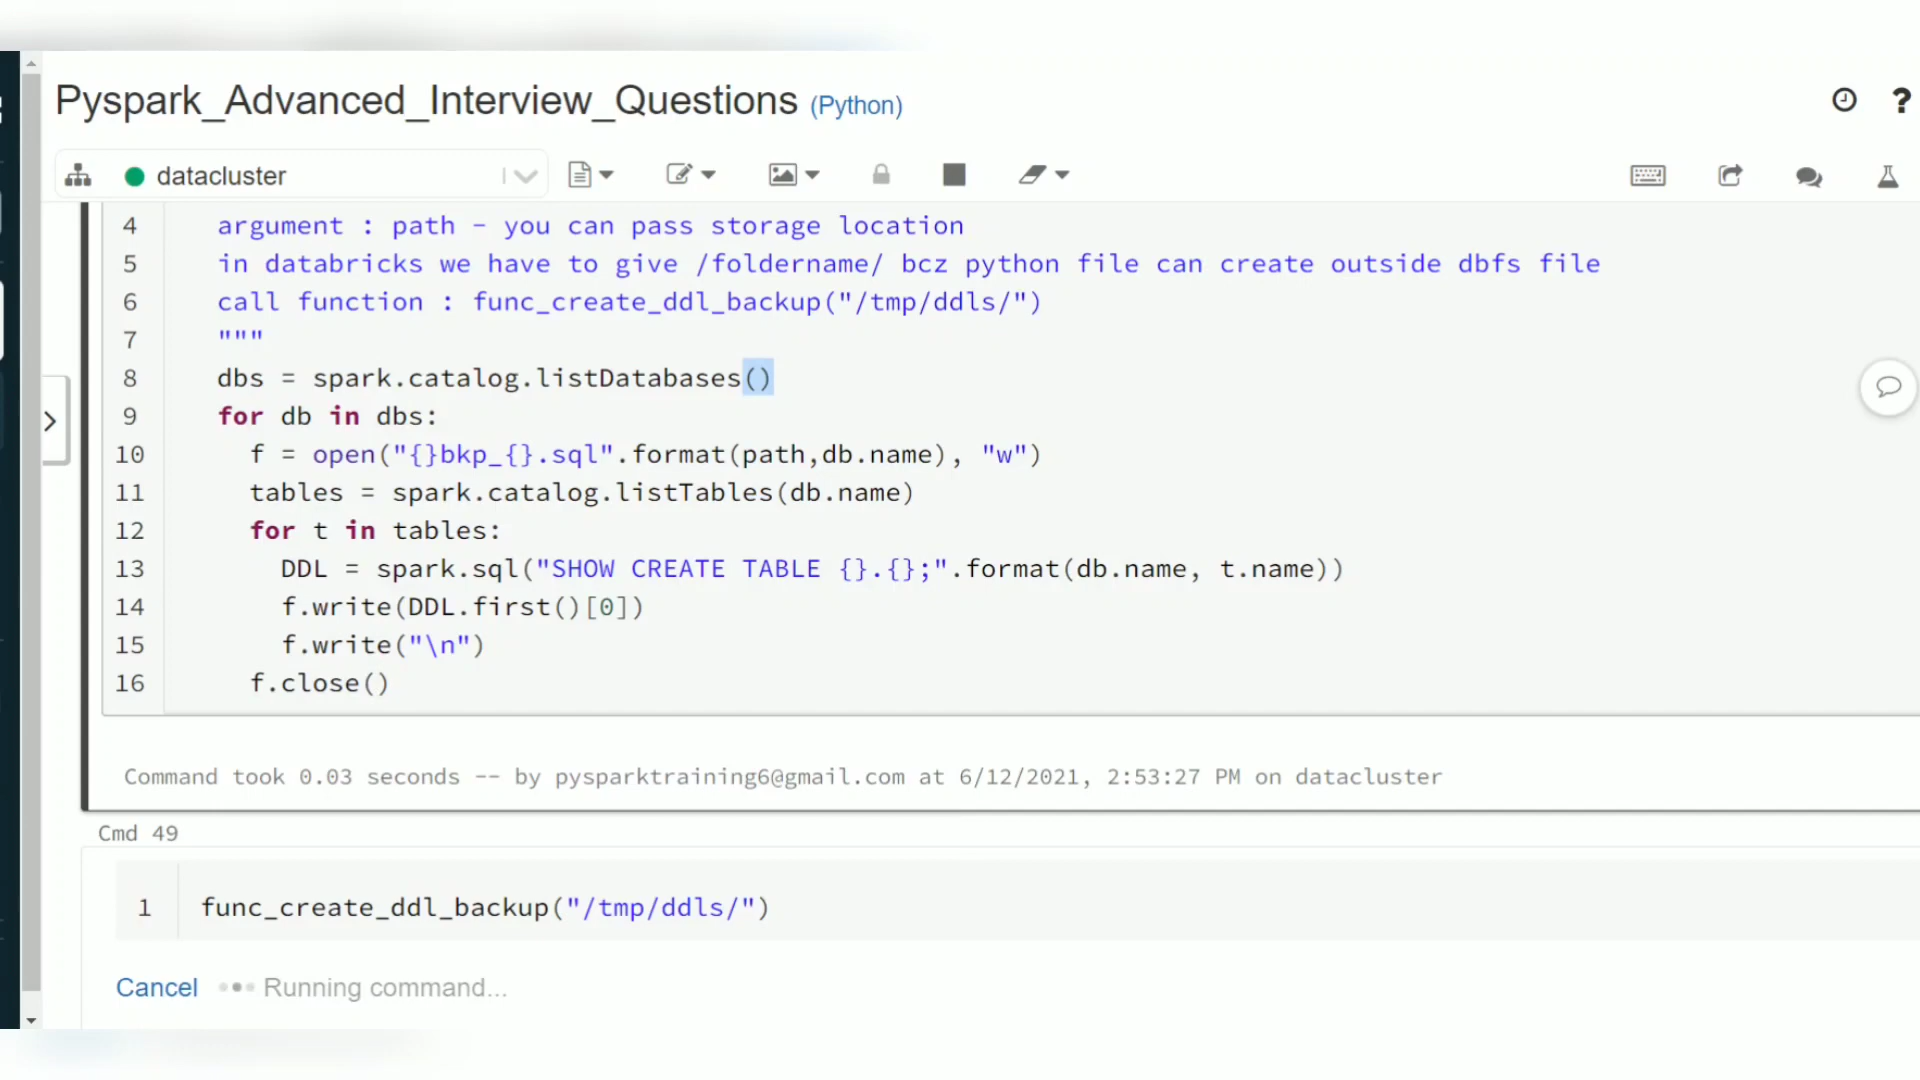 Pyspark_Advanced_Interview_Questions (Python)
?
datacluster
4 argument : path - you can pass storage location
5 in databricks we have to give /foldername/ bcz python file can create outside dbfs file
6 call function : func_create_ddl_backup("/tmp/ddls/")
7 """
8 dbs = spark.catalog.listDatabases()
9 for db in dbs:
10 f = open("{}bkp_{}.sql".format(path,db.name), "w")
11 tables = spark.catalog.listTables(db.name)
12 for t in tables:
13 DDL = spark.sql("SHOW CREATE TABLE {}.{};".format(db.name, t.name))
14 f.write(DDL.first()[0])
15 f.write("\n")
16 f.close()
Command took 0.03 seconds -- by pysparktraining6@gmail.com at 6/12/2021, 2:53:27 PM on datacluster
Cmd 49
1 func_create_ddl_backup("/tmp/ddls/")
Cancel Running command...